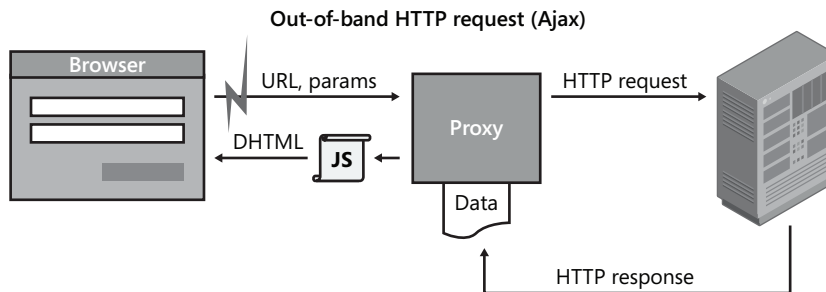 Out-of-band HTTP request (Ajax)
Browser
URL, params
HTTP request
Proxy
DHTML
JS
Data
HTTP response